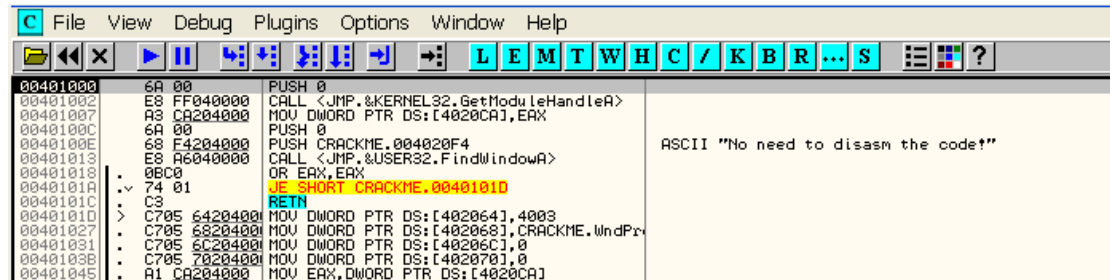 C File View Debug Plugins Options Window Help
L E M T W H C / K B R ... S ?
00401000 6A 00 PUSH 0
00401002 E8 FF040000 CALL <JMP.&KERNEL32.GetModuleHandleA>
00401007 A3 CA204000 MOV DWORD PTR DS:[4020CA],EAX
0040100C 6A 00 PUSH 0
0040100E 68 F4204000 PUSH CRACKME.004020F4 ASCII "No need to disasm the code!"
00401013 E8 A6040000 CALL <JMP.&USER32.FindWindowA>
00401018 . 0BC0 OR EAX,EAX
0040101A .v 74 01 JE SHORT CRACKME.0040101D
0040101C . C3 RETN
0040101D > C705 64204000 MOV DWORD PTR DS:[402064],4003
00401027 . C705 68204000 MOV DWORD PTR DS:[402068],CRACKME.WndPr
00401031 . C705 6C204000 MOV DWORD PTR DS:[40206C],0
0040103B . C705 70204000 MOV DWORD PTR DS:[402070],0
00401045 . A1 CA204000 MOV EAX,DWORD PTR DS:[4020CA]